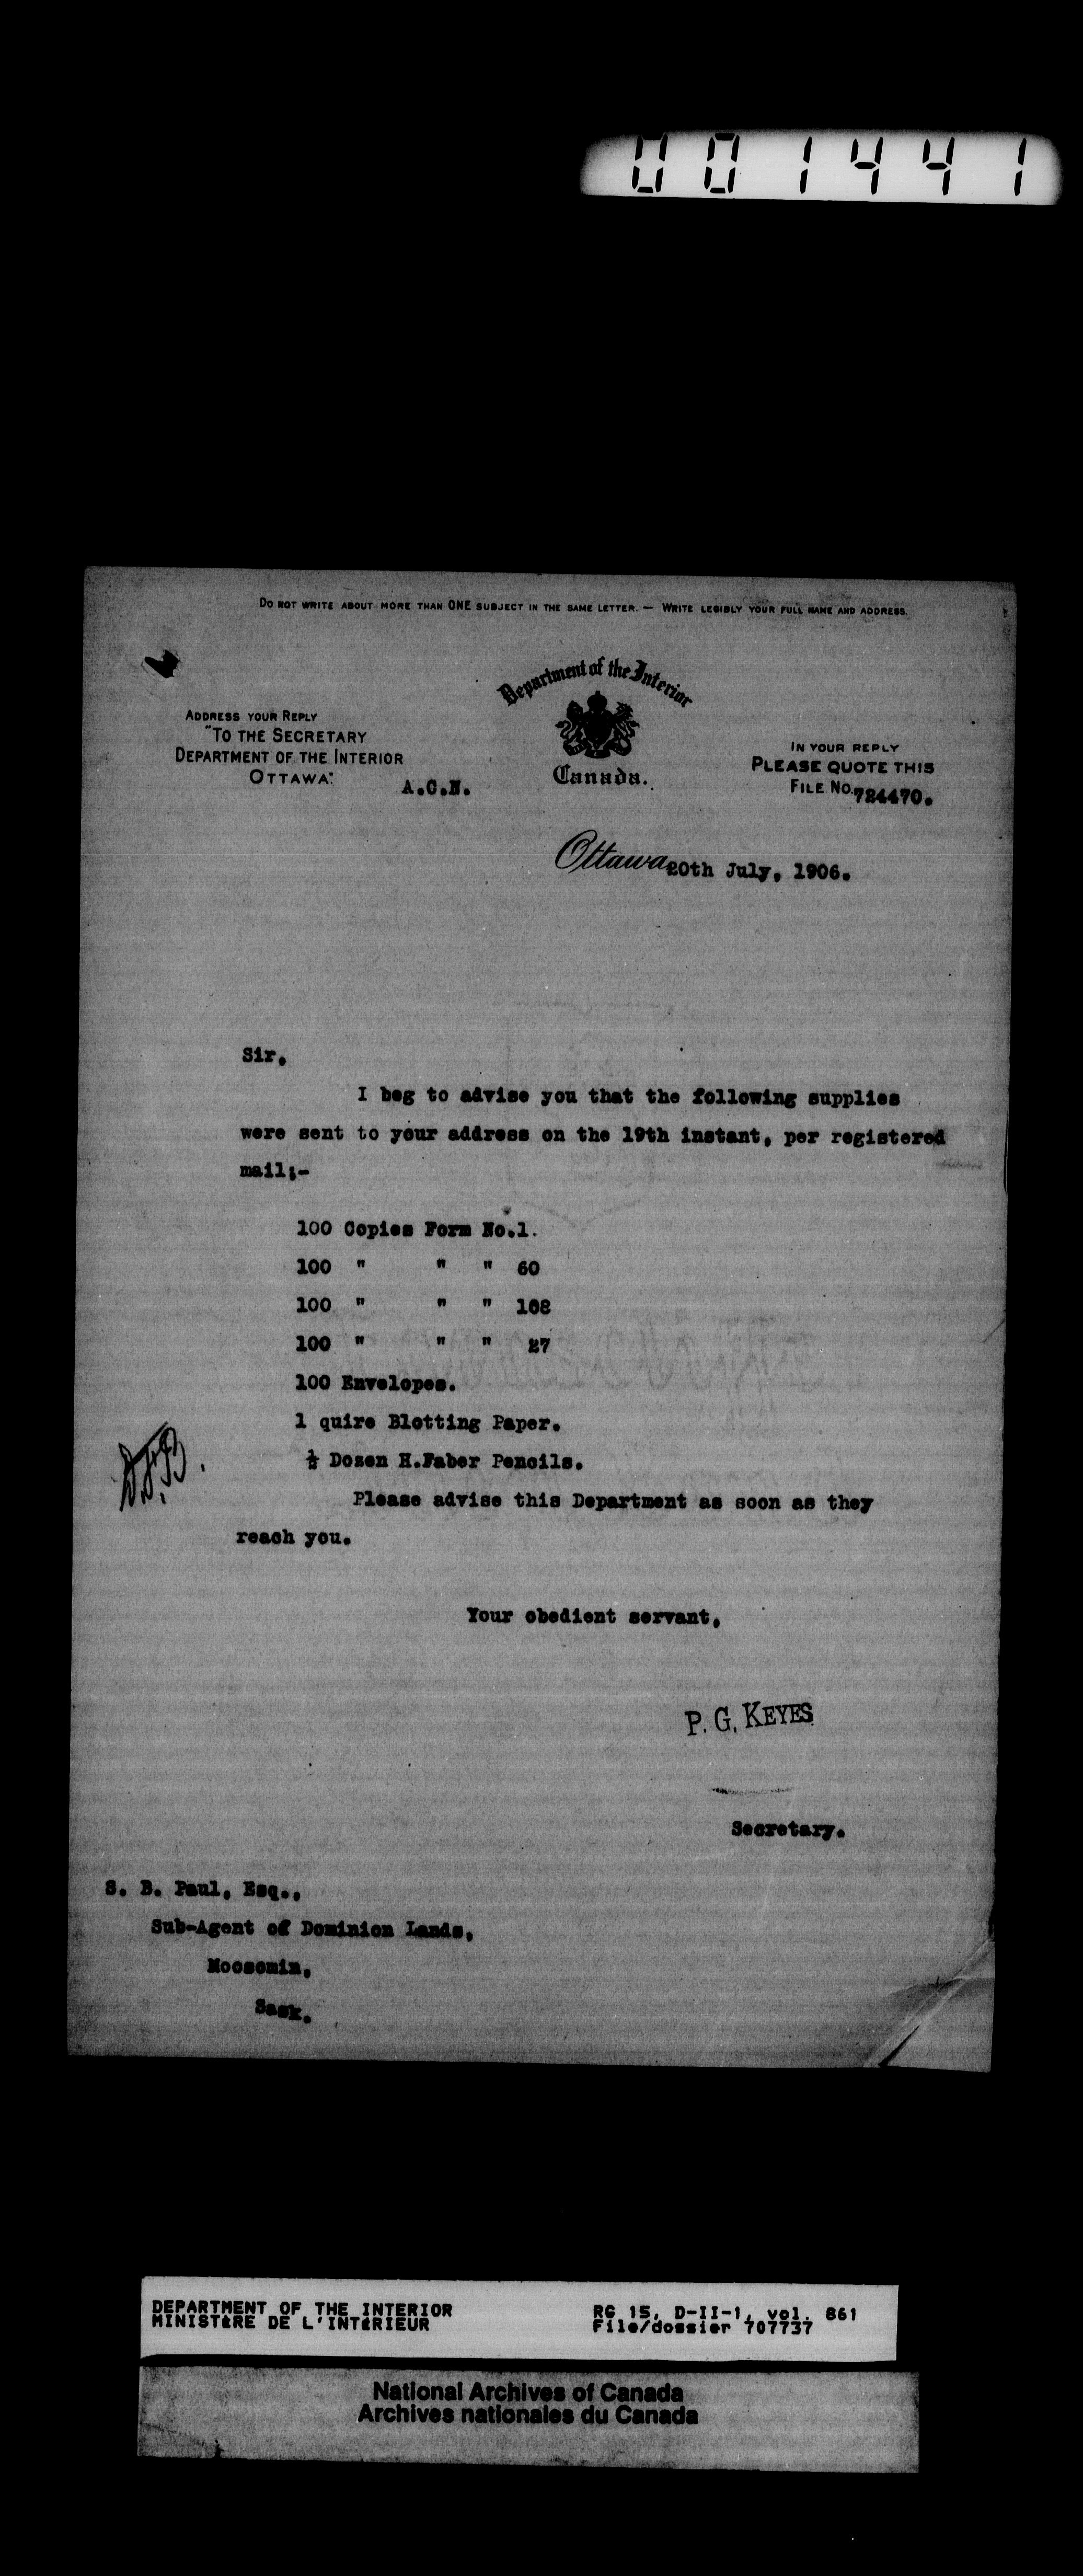 001441
DO NOT WRITE ABOUT MORE THAN ONE SUBJECT IN THE SAME LETTER. — WRITE LEGIBLY YOUR FULL NAME AND ADDRESS.
Department of the Interior
Canada.
ADDRESS YOUR REPLY
"TO THE SECRETARY
DEPARTMENT OF THE INTERIOR
OTTAWA"
A.C.N.
IN YOUR REPLY
PLEASE QUOTE THIS
FILE NO. 724470.
Ottawa 20th July, 1906.
Sir,
I beg to advise you that the following supplies
were sent to your address on the 19th instant, per registered
mail;-
100 Copies Form No.1.
100 " " " 60
100 " " " 108
100 " " " 27
100 Envelopes.
1 quire Blotting Paper.
½ Dozen H.Faber Pencils.
Please advise this Department as soon as they
reach you.
Your obedient servant,
P. G. KEYES
Secretary.
S. B. Paul, Esq.,
Sub-Agent of Dominion Lands,
Moosomin,
Sask.
DEPARTMENT OF THE INTERIOR RG 15, D-II-1, vol. 861
MINISTÈRE DE L'INTÉRIEUR File/dossier 707737
National Archives of Canada
Archives nationales du Canada